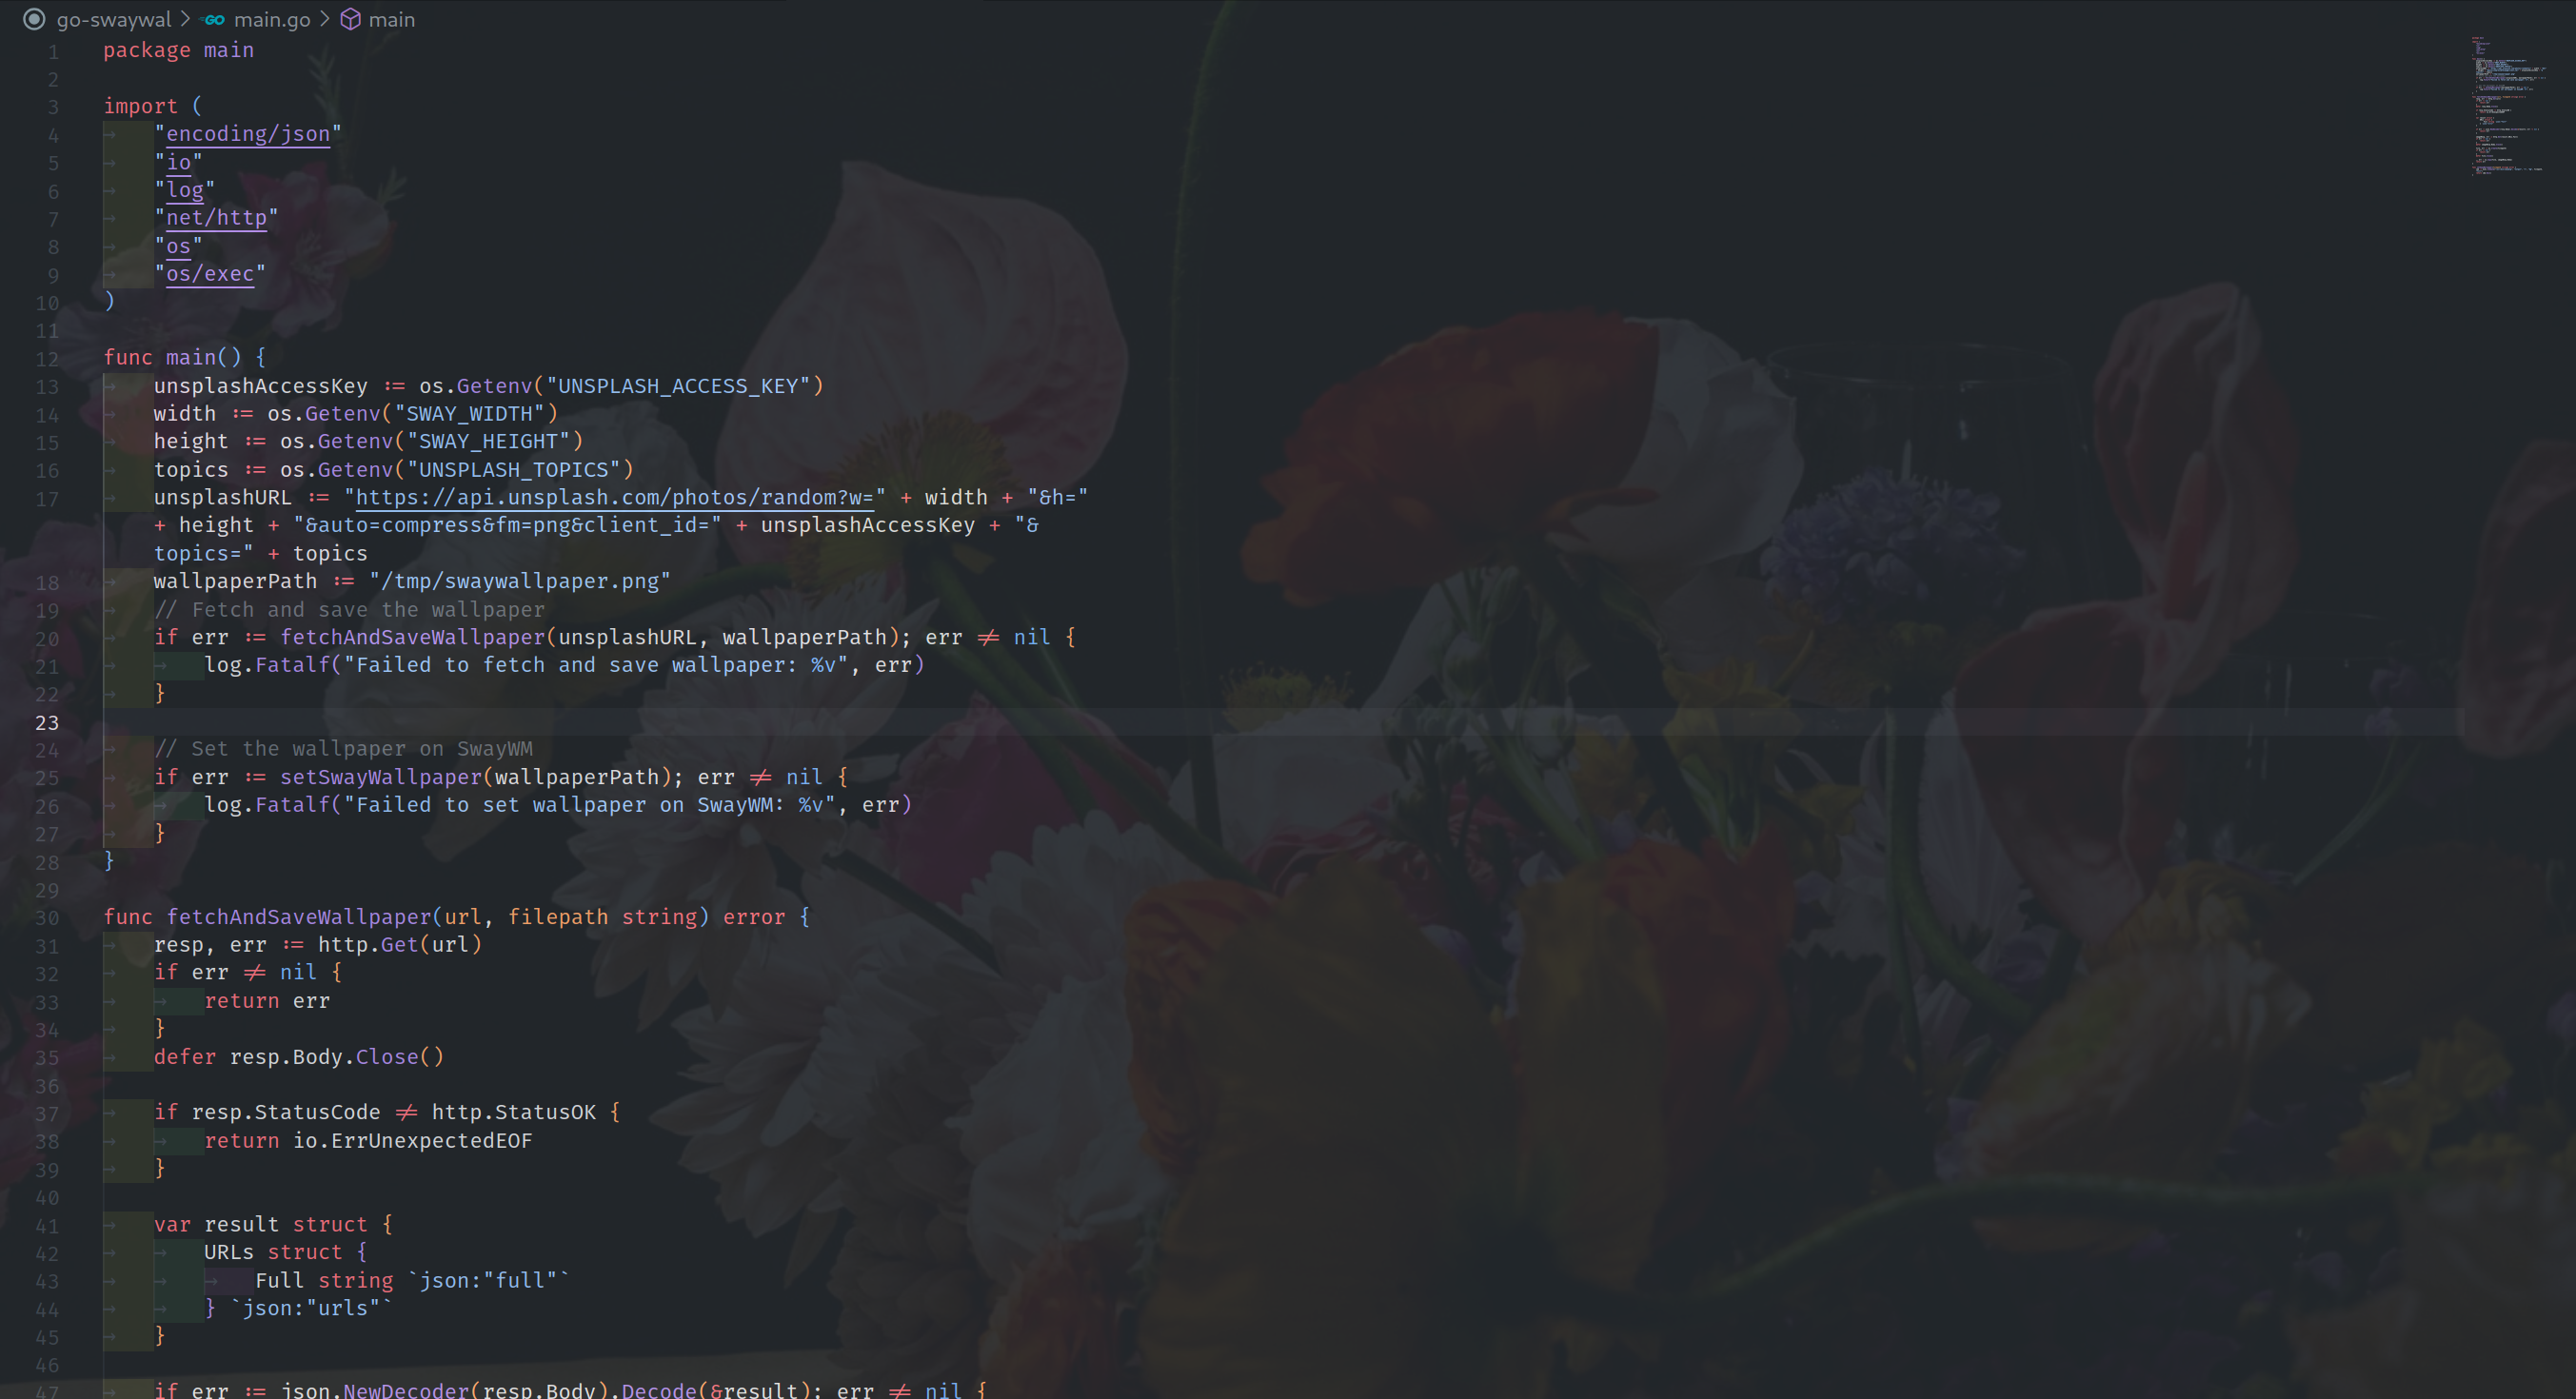 go-swaywal > GO main.go > main
1 package main
2
3 import (
4 "encoding/json"
5 "io"
6 "log"
7 "net/http"
8 "os"
9 "os/exec"
10 )
11
12 func main() {
13 unsplashAccessKey := os.Getenv("UNSPLASH_ACCESS_KEY")
14 width := os.Getenv("SWAY_WIDTH")
15 height := os.Getenv("SWAY_HEIGHT")
16 topics := os.Getenv("UNSPLASH_TOPICS")
17 unsplashURL := "https://api.unsplash.com/photos/random?w=" + width + "&h="
+ height + "&auto=compress&fm=png&client_id=" + unsplashAccessKey + "&
topics=" + topics
18 wallpaperPath := "/tmp/swaywallpaper.png"
19 // Fetch and save the wallpaper
20 if err := fetchAndSaveWallpaper(unsplashURL, wallpaperPath); err != nil {
21 log.Fatalf("Failed to fetch and save wallpaper: %v", err)
22 }
23
24 // Set the wallpaper on SwayWM
25 if err := setSwayWallpaper(wallpaperPath); err != nil {
26 log.Fatalf("Failed to set wallpaper on SwayWM: %v", err)
27 }
28 }
29
30 func fetchAndSaveWallpaper(url, filepath string) error {
31 resp, err := http.Get(url)
32 if err != nil {
33 return err
34 }
35 defer resp.Body.Close()
36
37 if resp.StatusCode != http.StatusOK {
38 return io.ErrUnexpectedEOF
39 }
40
41 var result struct {
42 URLs struct {
43 Full string `json:"full"`
44 } `json:"urls"`
45 }
46
47 if err := json.NewDecoder(resp.Body).Decode(&result); err != nil {